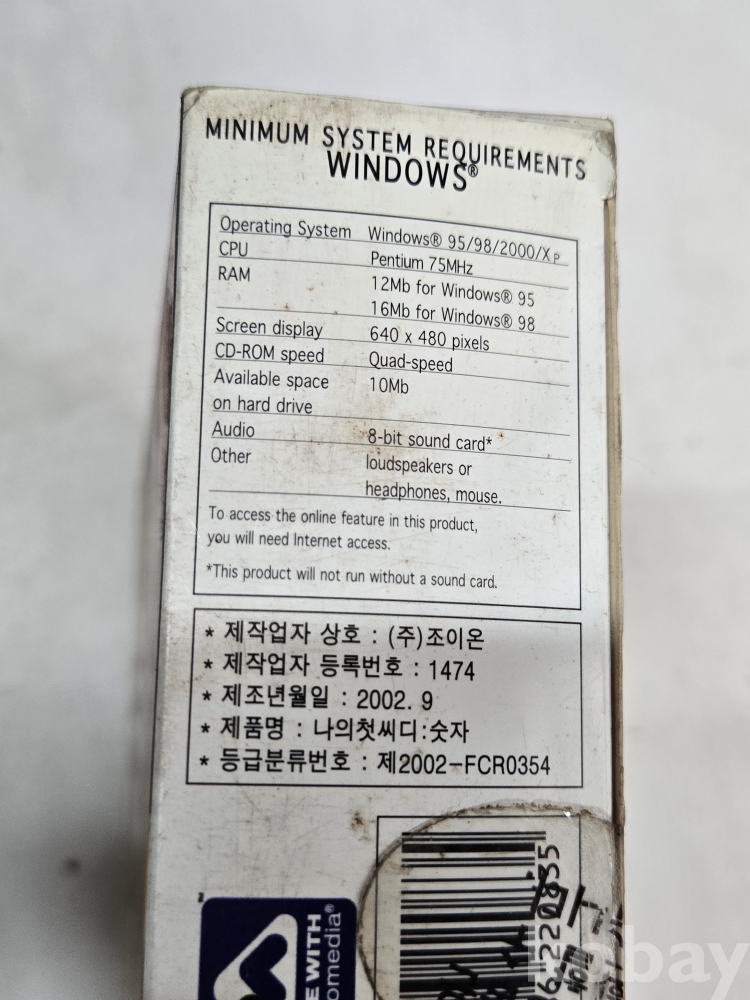 MINIMUM SYSTEM REQUIREMENTS
WINDOWS®
Operating System Windows® 95/98/2000/XP
CPU Pentium 75MHz
RAM 12Mb for Windows® 95
16Mb for Windows® 98
Screen display 640 x 480 pixels
CD-ROM speed Quad-speed
Available space 10Mb
on hard drive
Audio 8-bit sound card*
Other loudspeakers or
headphones, mouse.
To access the online feature in this product,
you will need Internet access.
*This product will not run without a sound card.
* 제작업자 상호 : (주)조이온
* 제작업자 등록번호 : 1474
* 제조년월일 : 2002. 9
* 제품명 : 나의첫씨디:숫자
* 등급분류번호 : 제2002-FCR0354
E WITH
omedia®